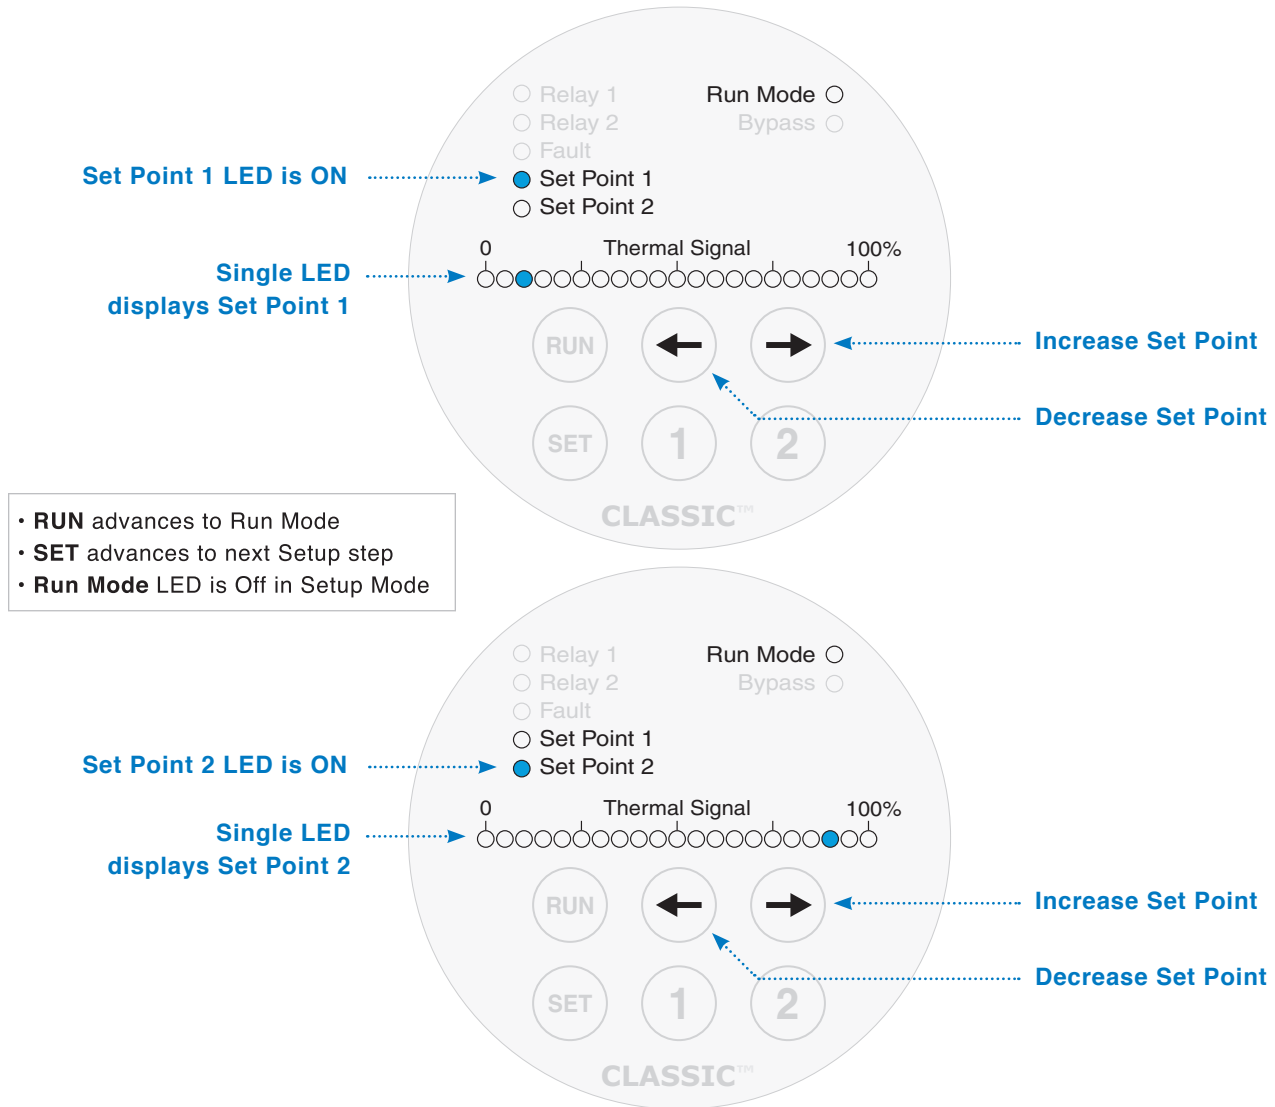 Relay 1
Run Mode
Relay 2
Bypass
Fault
Set Point 1 LED is ON
Set Point 1
Set Point 2
0
Thermal Signal
100%
Single LED
displays Set Point 1
RUN
Increase Set Point
Decrease Set Point
SET
1
2
CLASSIC™
• RUN advances to Run Mode
• SET advances to next Setup step
• Run Mode LED is Off in Setup Mode
Relay 1
Run Mode
Relay 2
Bypass
Fault
Set Point 1
Set Point 2 LED is ON
Set Point 2
0
Thermal Signal
100%
Single LED
displays Set Point 2
RUN
Increase Set Point
Decrease Set Point
SET
1
2
CLASSIC™